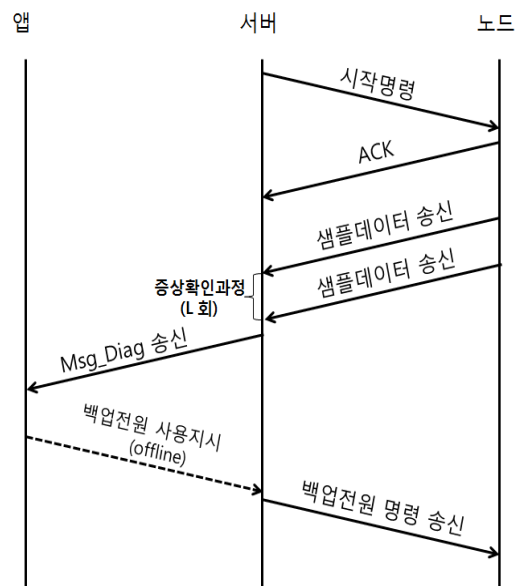 앱
서버
노드
시작명령
ACK
샘플데이터 송신
샘플데이터 송신
증상확인과정
(L 회)
Msg_Diag 송신
백업전원 사용지시
(offline)
백업전원 명령 송신